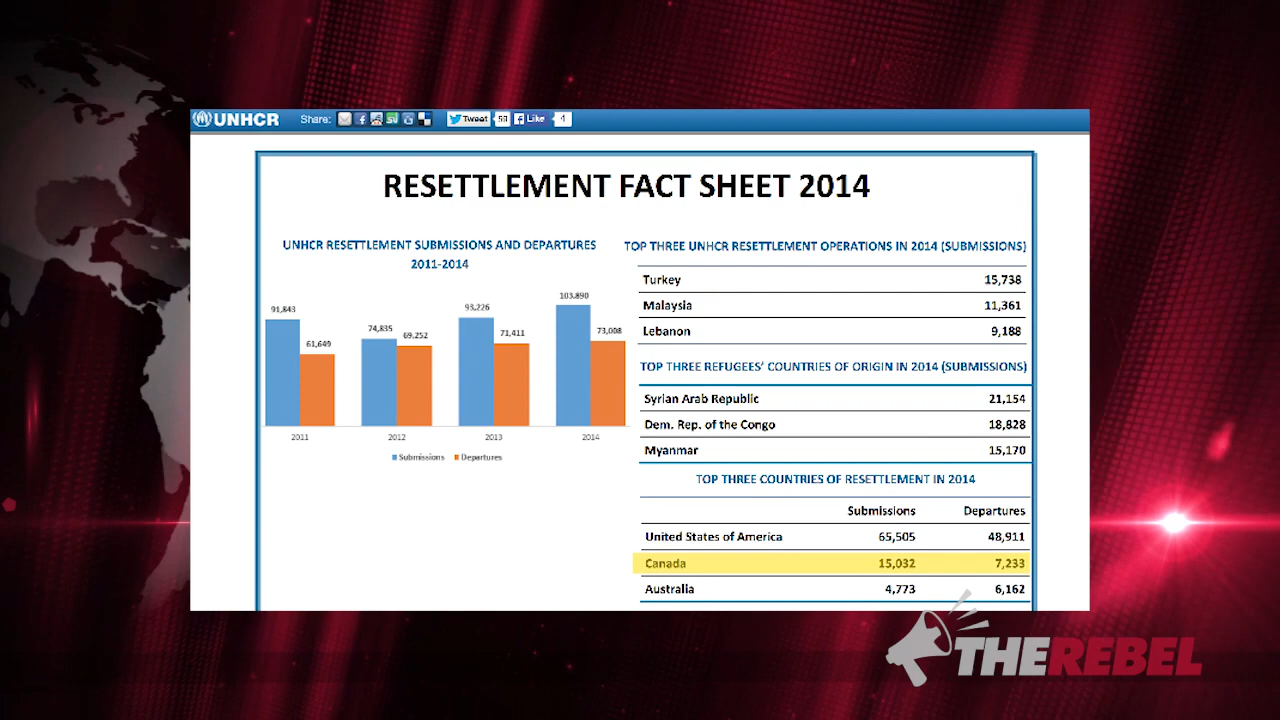 UNHCR Share: Tweet 59 Like 4
RESETTLEMENT FACT SHEET 2014
UNHCR RESETTLEMENT SUBMISSIONS AND DEPARTURES
2011-2014
91,843
61,649
74,835
69,252
93,226
71,411
103,890
73,008
2011 2012 2013 2014
Submissions Departures
TOP THREE UNHCR RESETTLEMENT OPERATIONS IN 2014 (SUBMISSIONS)
Turkey 15,738
Malaysia 11,361
Lebanon 9,188
TOP THREE REFUGEES' COUNTRIES OF ORIGIN IN 2014 (SUBMISSIONS)
Syrian Arab Republic 21,154
Dem. Rep. of the Congo 18,828
Myanmar 15,170
TOP THREE COUNTRIES OF RESETTLEMENT IN 2014
Submissions Departures
United States of America 65,505 48,911
Canada 15,032 7,233
Australia 4,773 6,162
THEREBEL